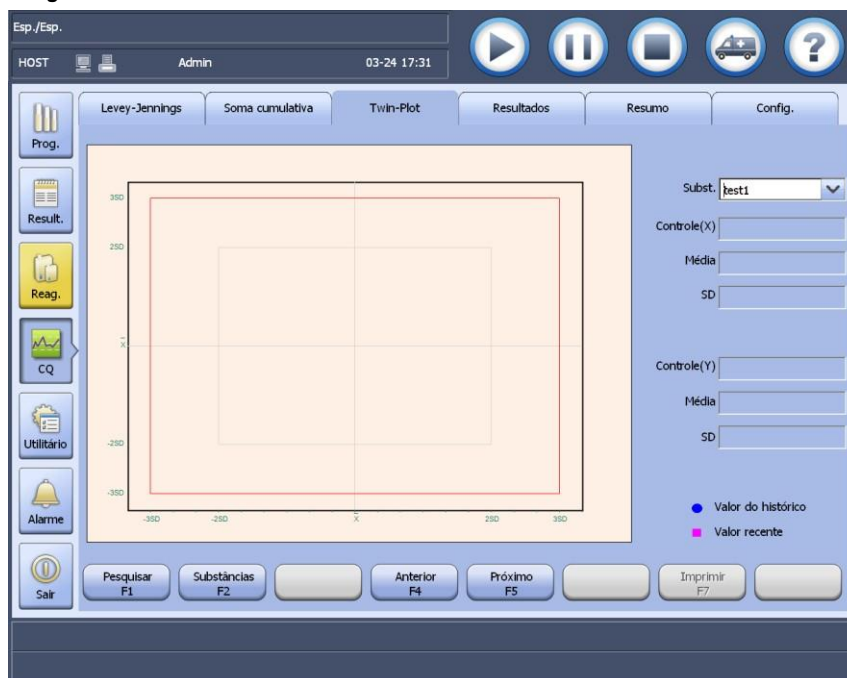 Esp./Esp.
HOST Admin 03-24 17:31
?
Levey-Jennings Soma cumulativa Twin-Plot Resultados Resumo Config.
Prog.
Result.
Reag.
CQ
Utilitário
Alarme
Sair
3SD
2SD
X
-2SD
-3SD
-3SD -2SD X 2SD 3SD
Subst. test1
Controle(X)
Média
SD
Controle(Y)
Média
SD
Valor do histórico
Valor recente
Pesquisar F1
Substâncias F2
Anterior F4
Próximo F5
Imprimir F7